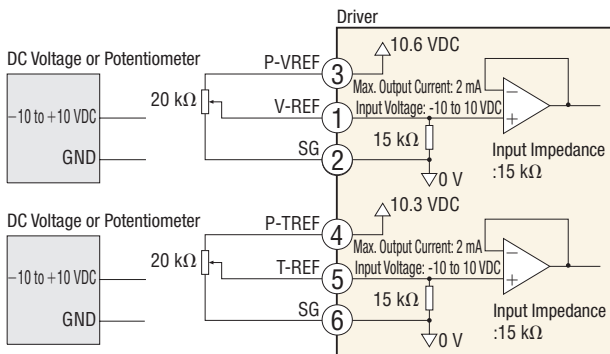 Driver
DC Voltage or Potentiometer
−10 to +10 VDC
GND
20 kΩ
P-VREF
3
10.6 VDC
Max. Output Current: 2 mA
V-REF
1
Input Voltage: -10 to 10 VDC
15 kΩ
SG
2
0 V
Input Impedance
:15 kΩ
DC Voltage or Potentiometer
−10 to +10 VDC
GND
20 kΩ
P-TREF
4
10.3 VDC
Max. Output Current: 2 mA
T-REF
5
Input Voltage: -10 to 10 VDC
15 kΩ
SG
6
0 V
Input Impedance
:15 kΩ